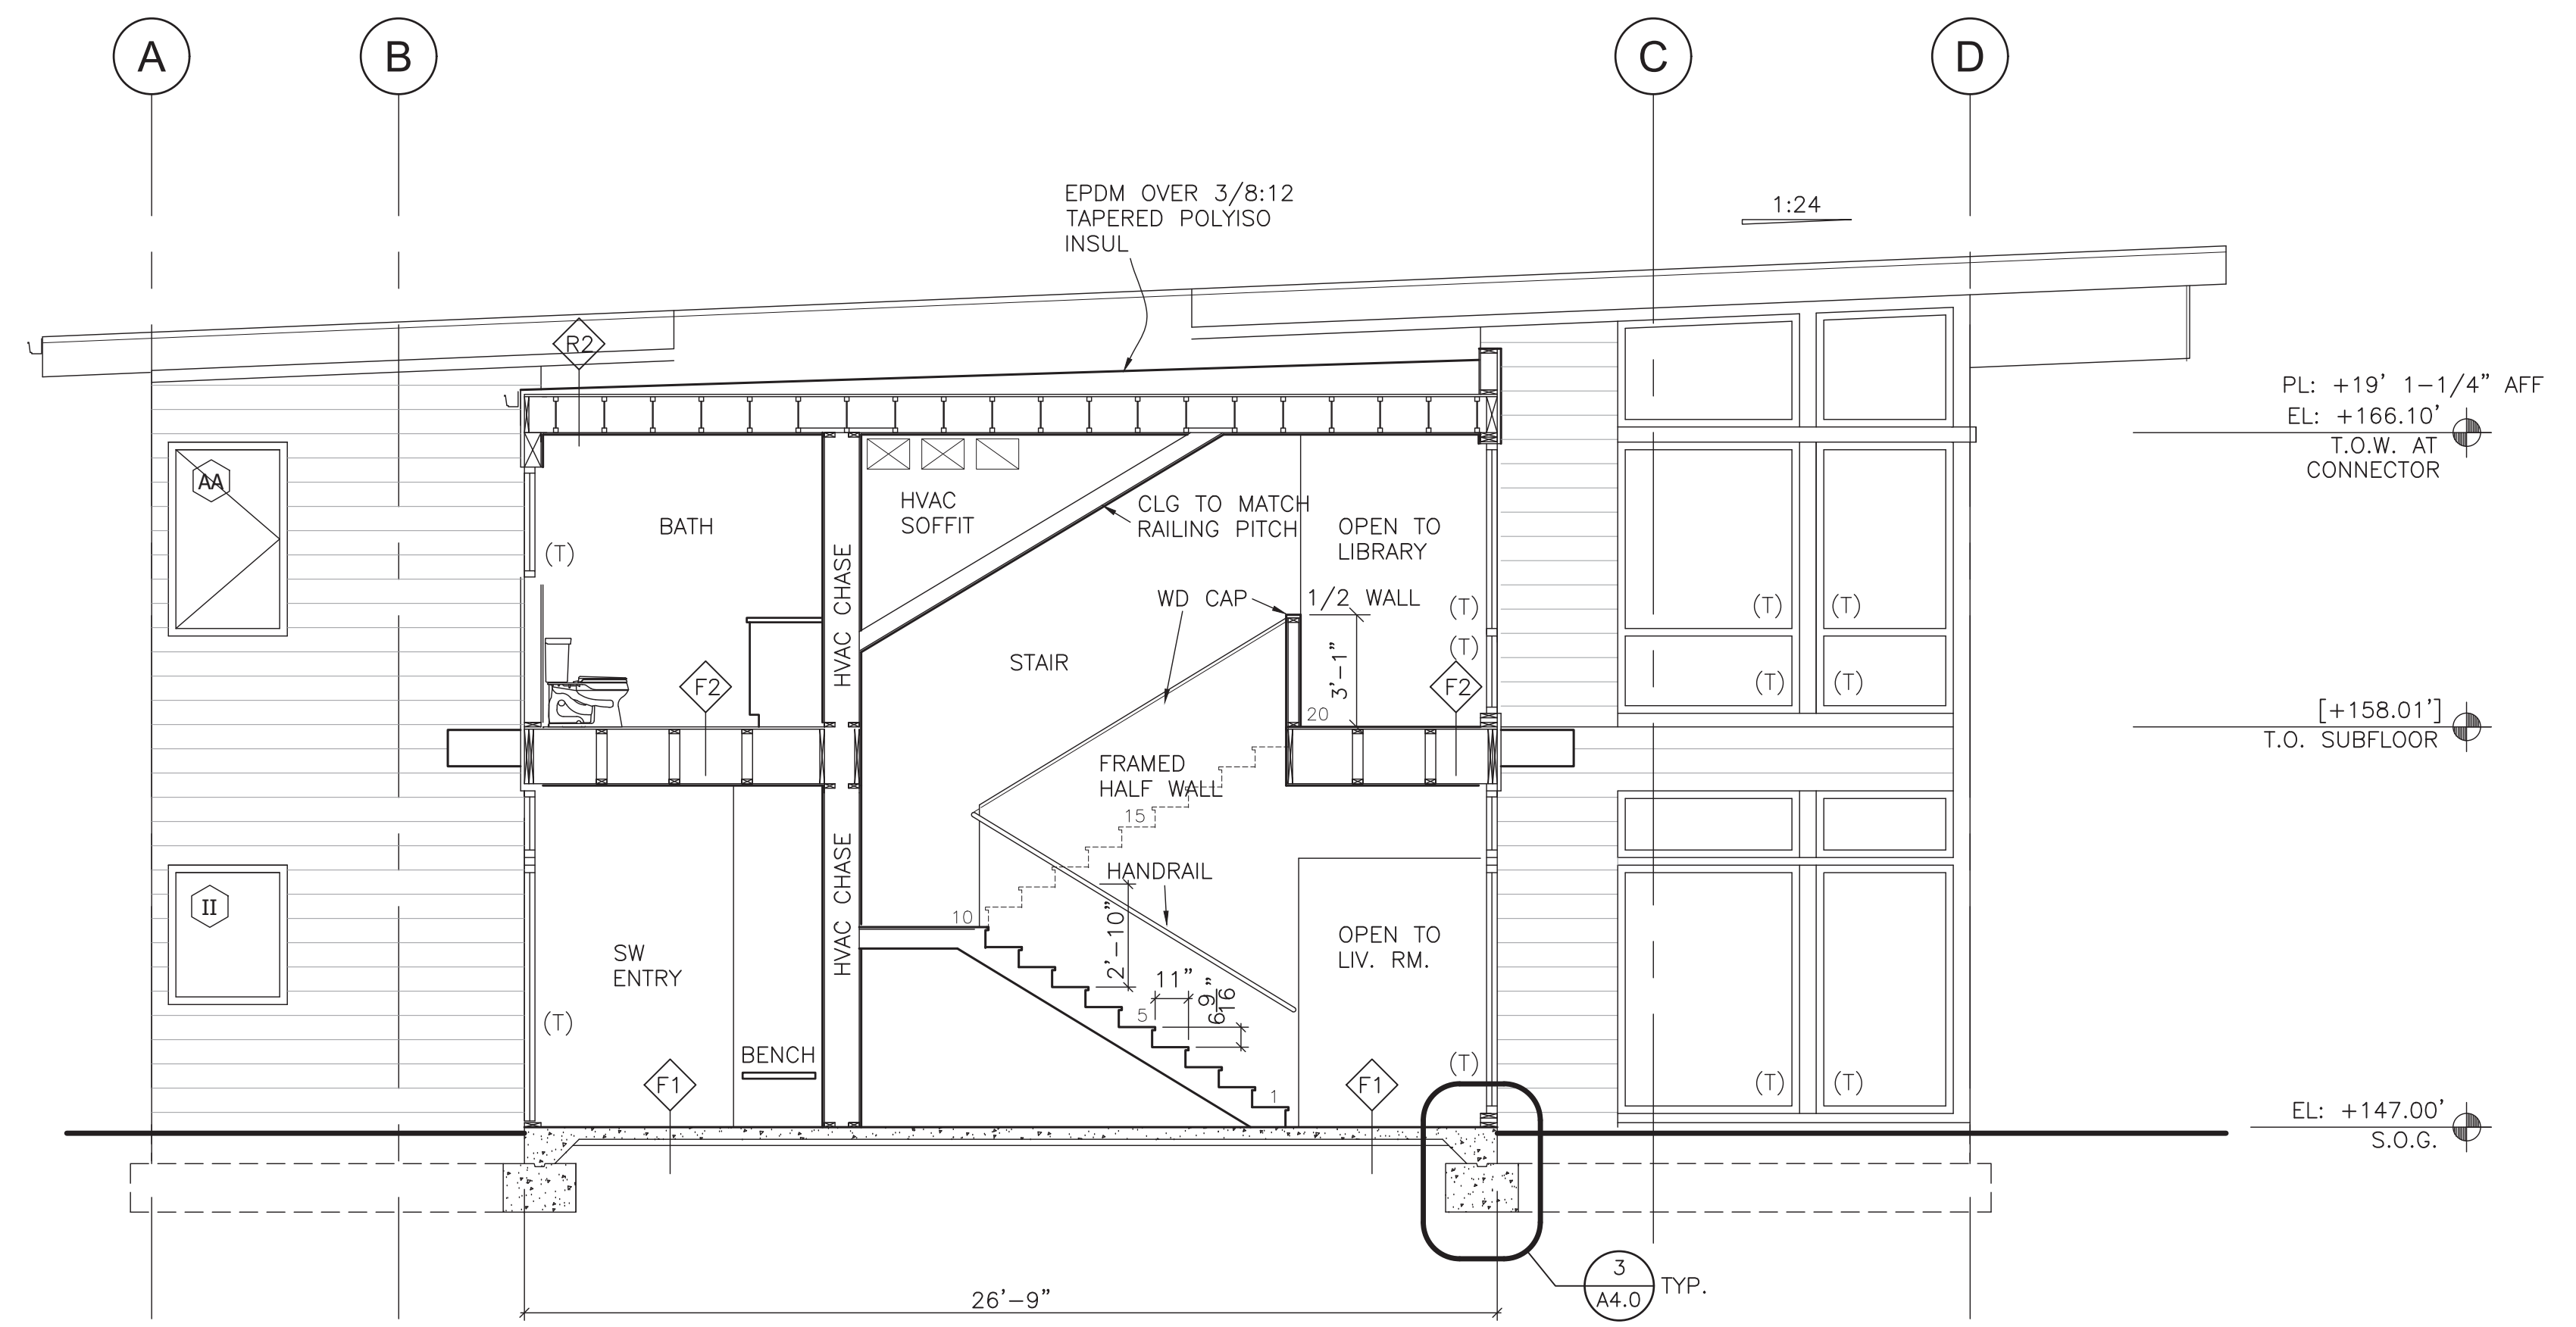 A
B
C
D
EPDM OVER 3/8:12
TAPERED POLYISO
INSUL
1:24
R2
PL: +19' 1-1/4" AFF
EL: +166.10'
T.O.W. AT
CONNECTOR
AA
BATH
(T)
HVAC
SOFFIT
CLG TO MATCH
RAILING PITCH
OPEN TO
LIBRARY
HVAC CHASE
WD CAP
1/2 WALL
(T)
(T)
(T)
(T)
STAIR
3'-1"
(T)
(T)
F2
F2
20
[+158.01']
T.O. SUBFLOOR
FRAMED
HALF WALL
15
HANDRAIL
HVAC CHASE
II
10
2'-10"
SW
ENTRY
OPEN TO
LIV. RM.
11"
6 9/16"
5
(T)
BENCH
(T)
(T)
(T)
F1
F1
1
EL: +147.00'
S.O.G.
3
A4.0
TYP.
26'-9"